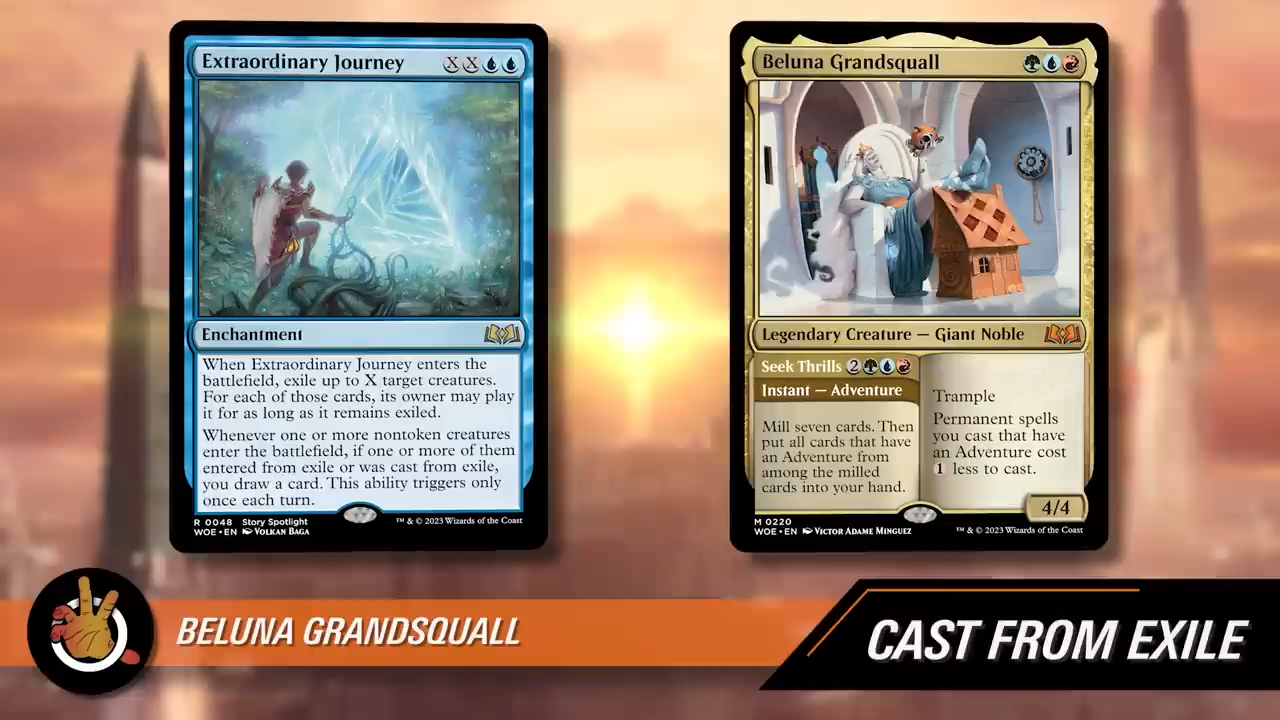 Extraordinary Journey XX
Enchantment
When Extraordinary Journey enters the
battlefield, exile up to X target creatures.
For each of those cards, its owner may play
it for as long as it remains exiled.
Whenever one or more nontoken creatures
enter the battlefield, if one or more of them
entered from exile or was cast from exile,
you draw a card. This ability triggers only
once each turn.
R 0048 Story Spotlight
WOE • EN VOLKAN BAGA
™ & © 2023 Wizards of the Coast
Beluna Grandsquall
Legendary Creature — Giant Noble
Seek Thrills 2
Instant — Adventure
Mill seven cards. Then
put all cards that have
an Adventure from
among the milled
cards into your hand.
Trample
Permanent spells
you cast that have
an Adventure cost
1 less to cast.
4/4
M 0220
WOE • EN VICTOR ADAME MINGUEZ
™ & © 2023 Wizards of the Coast
BELUNA GRANDSQUALL
CAST FROM EXILE